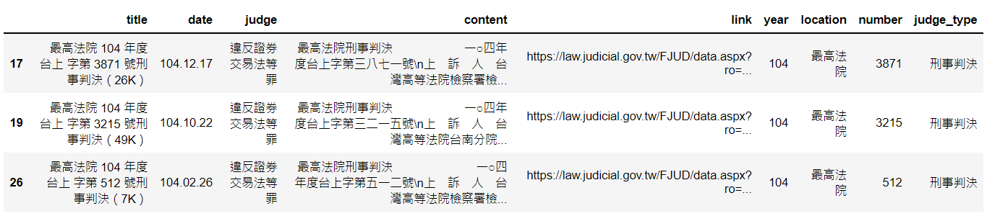 title date judge content link year location number judge_type
17 最高法院 104 年度台上 字第 3871 號刑事判決（26K） 104.12.17 違反證券交易法等罪 最高法院刑事判決 一○四年度台上字第三八七一號\n上 訴 人 台灣高等法院檢察署檢... https://law.judicial.gov.tw/FJUD/data.aspx?ro=... 104 最高法院 3871 刑事判決
19 最高法院 104 年度台上 字第 3215 號刑事判決（49K） 104.10.22 違反證券交易法等罪 最高法院刑事判決 一○四年度台上字第三二一五號\n上 訴 人 台灣高等法院台南分院... https://law.judicial.gov.tw/FJUD/data.aspx?ro=... 104 最高法院 3215 刑事判決
26 最高法院 104 年度台上 字第 512 號刑事判決（7K） 104.02.26 違反證券交易法等罪 最高法院刑事判決 一○四年度台上字第五一二號\n上 訴 人 台灣高等法院檢察署檢... https://law.judicial.gov.tw/FJUD/data.aspx?ro=... 104 最高法院 512 刑事判決